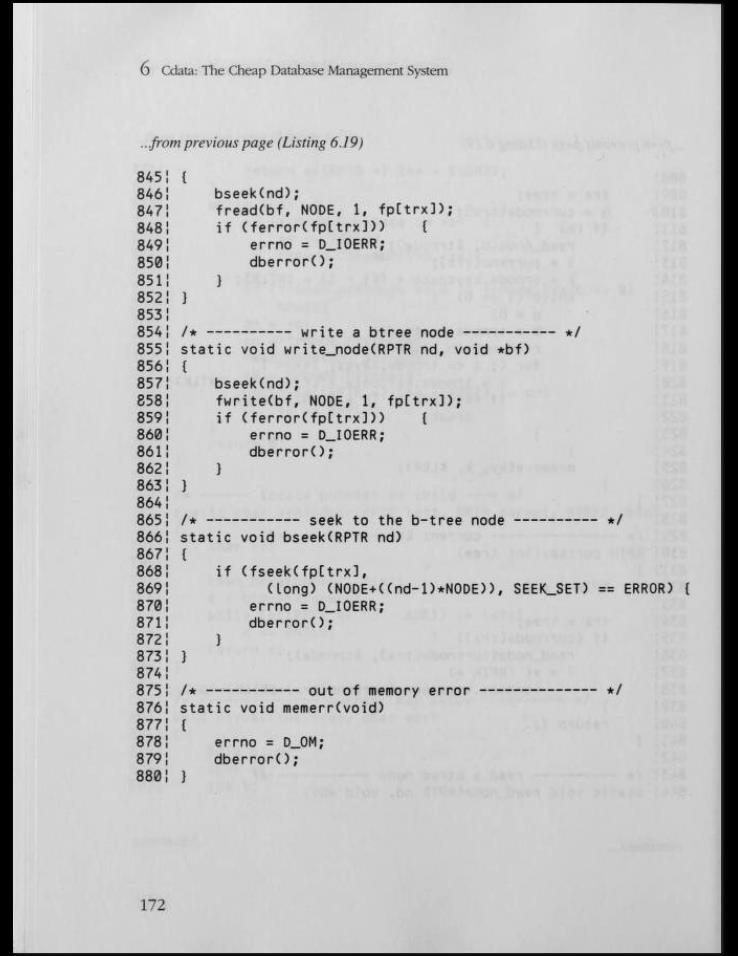 6 Cdata: The Cheap Database Management System
...from previous page (Listing 6.19)
845¦ {
846¦     bseek(nd);
847¦     fread(bf, NODE, 1, fp[trx]);
848¦     if (ferror(fp[trx]))    {
849¦         errno = D_IOERR;
850¦         dberror();
851¦     }
852¦ }
853¦
854¦ /* ---------- write a btree node ----------- */
855¦ static void write_node(RPTR nd, void *bf)
856¦ {
857¦     bseek(nd);
858¦     fwrite(bf, NODE, 1, fp[trx]);
859¦     if (ferror(fp[trx]))    {
860¦         errno = D_IOERR;
861¦         dberror();
862¦     }
863¦ }
864¦
865¦ /* ----------- seek to the b-tree node ---------- */
866¦ static void bseek(RPTR nd)
867¦ {
868¦     if (fseek(fp[trx],
869¦           (long) (NODE+((nd-1)*NODE)), SEEK_SET) == ERROR) {
870¦         errno = D_IOERR;
871¦         dberror();
872¦     }
873¦ }
874¦
875¦ /* ----------- out of memory error -------------- */
876¦ static void memerr(void)
877¦ {
878¦     errno = D_OM;
879¦     dberror();
880¦ }
172